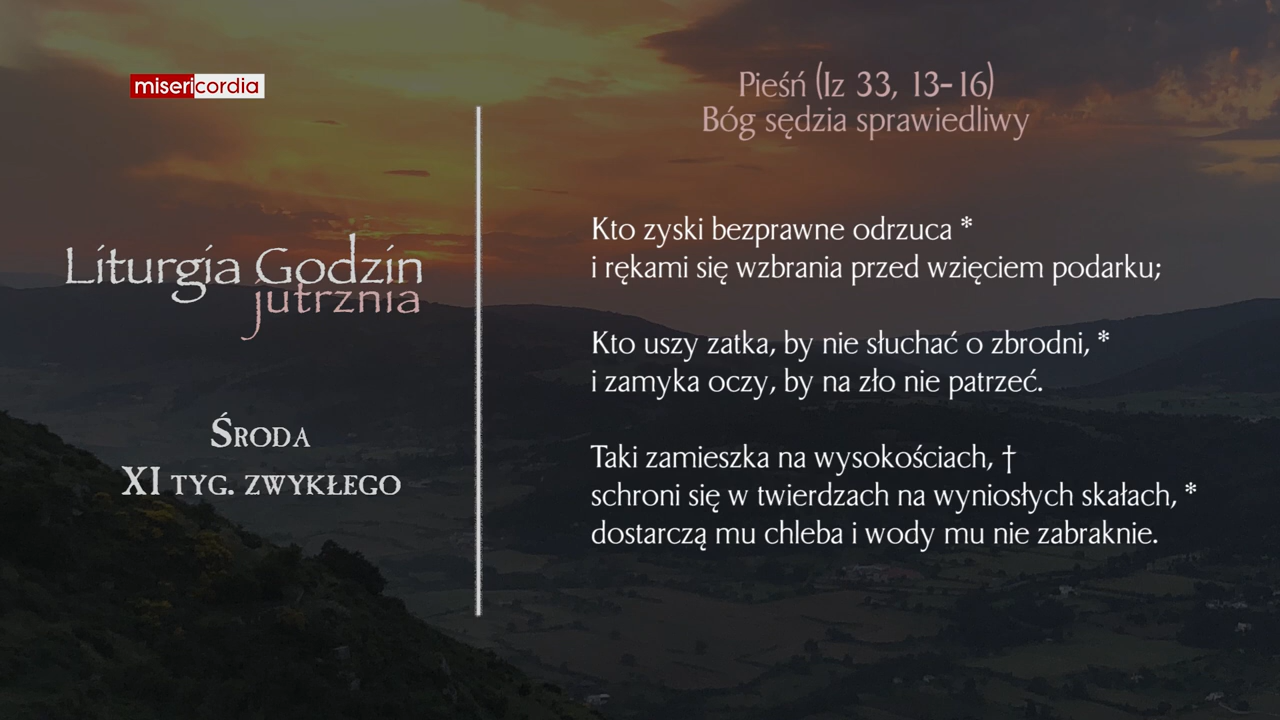 misericordia
Liturgia Godzin
jutrznia
Środa
XI tyg. zwykłego
Pieśń (Iz 33, 13-16)
Bóg sędzia sprawiedliwy
Kto zyski bezprawne odrzuca *
i rękami się wzbrania przed wzięciem podarku;
Kto uszy zatka, by nie słuchać o zbrodni, *
i zamyka oczy, by na zło nie patrzeć.
Taki zamieszka na wysokościach, †
schroni się w twierdzach na wyniosłych skałach, *
dostarczą mu chleba i wody mu nie zabraknie.